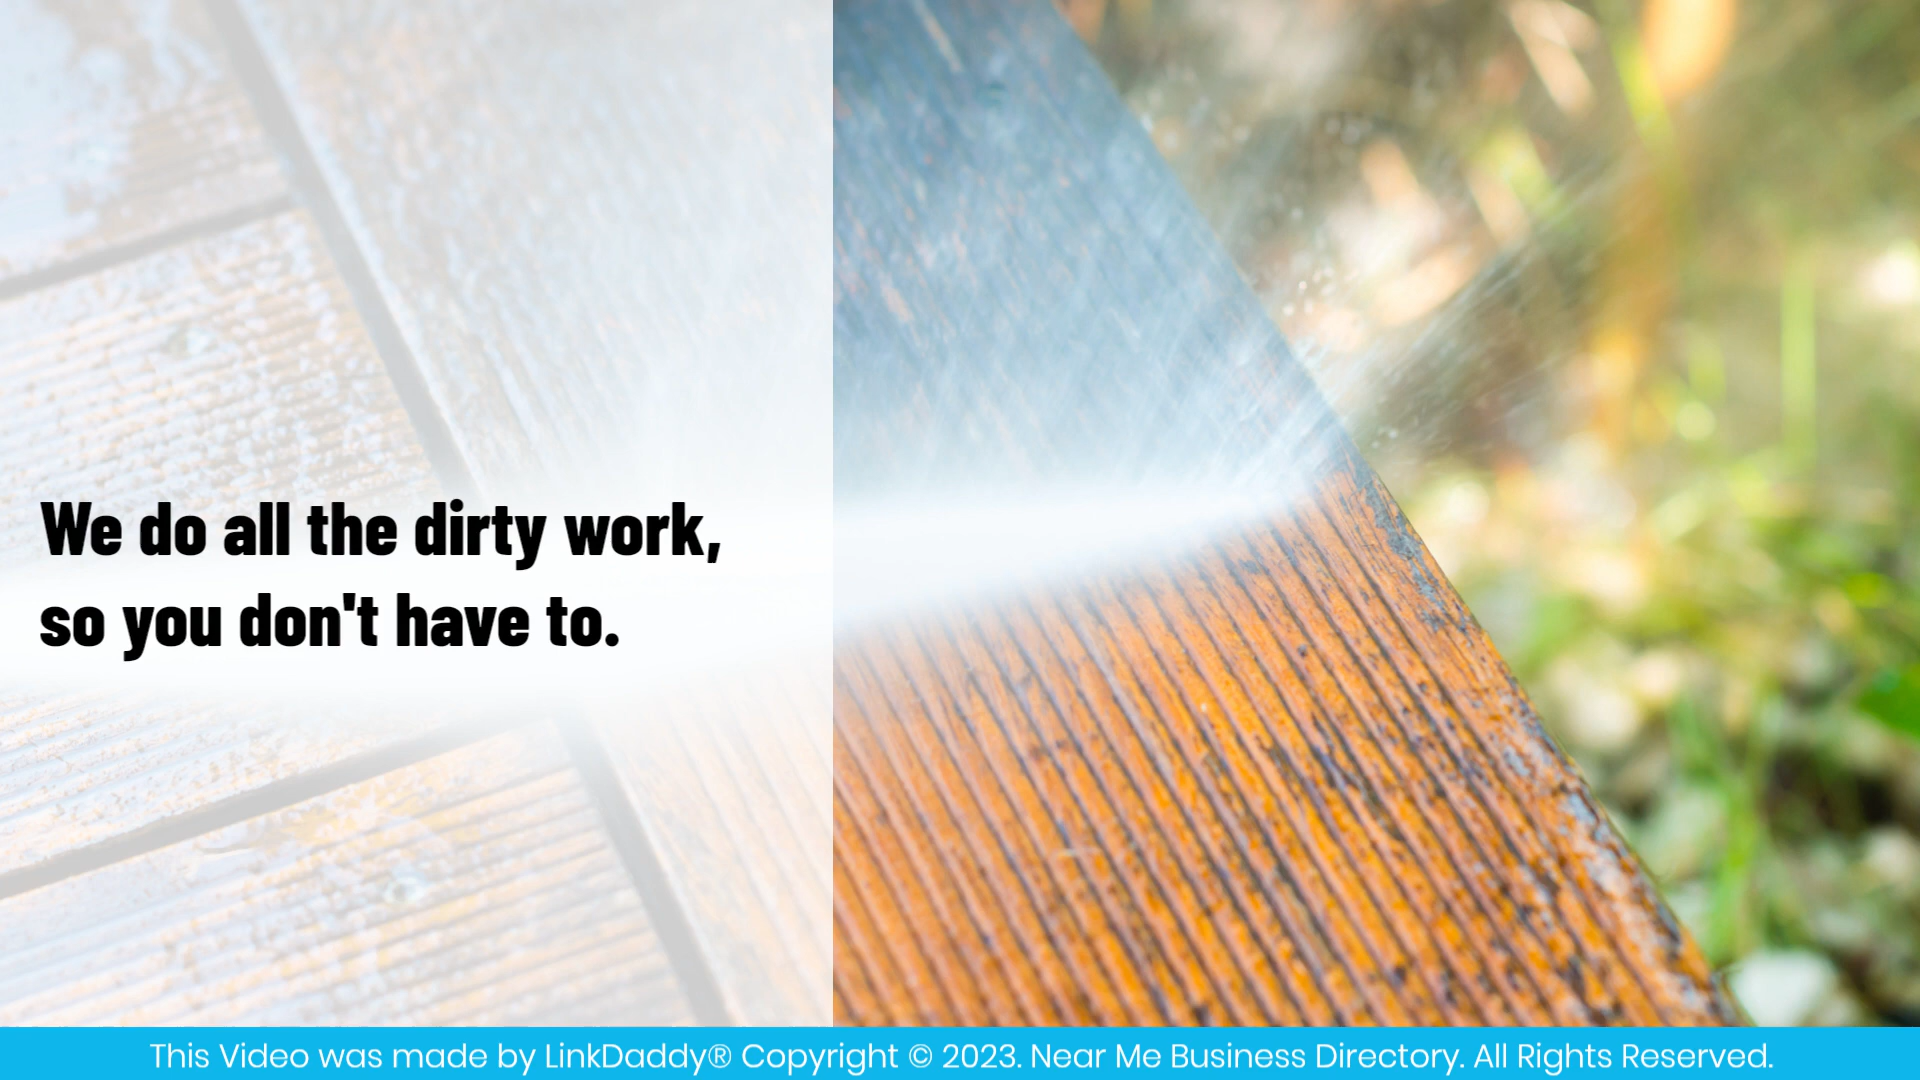 We do all the dirty work,
so you don't have to.
This Video was made by LinkDaddy® Copyright © 2023. Near Me Business Directory. All Rights Reserved.